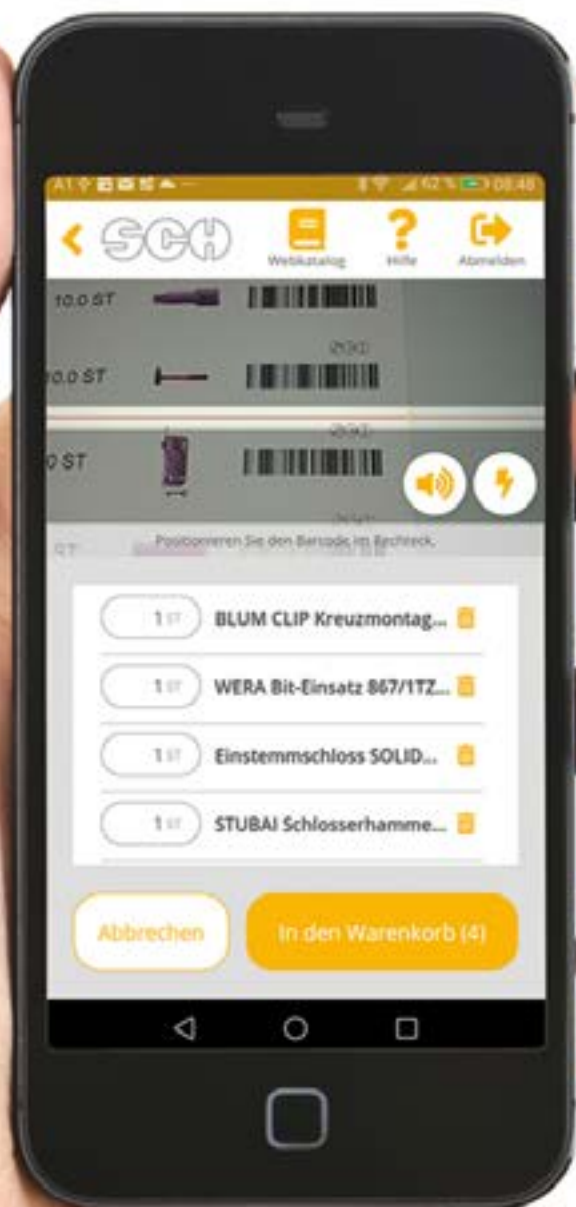 A1
62 % 08:48
SCH
Webkatalog Hilfe Abmelden
10.0 ST
10.0 ST
0 ST
ST
Positionieren Sie den Barcode im Rechteck.
1 ST BLUM CLIP Kreuzmontag...
1 ST WERA Bit-Einsatz 867/1TZ...
1 ST Einstemmschloss SOLID...
1 ST STUBAI Schlosserhamme...
Abbrechen In den Warenkorb (4)